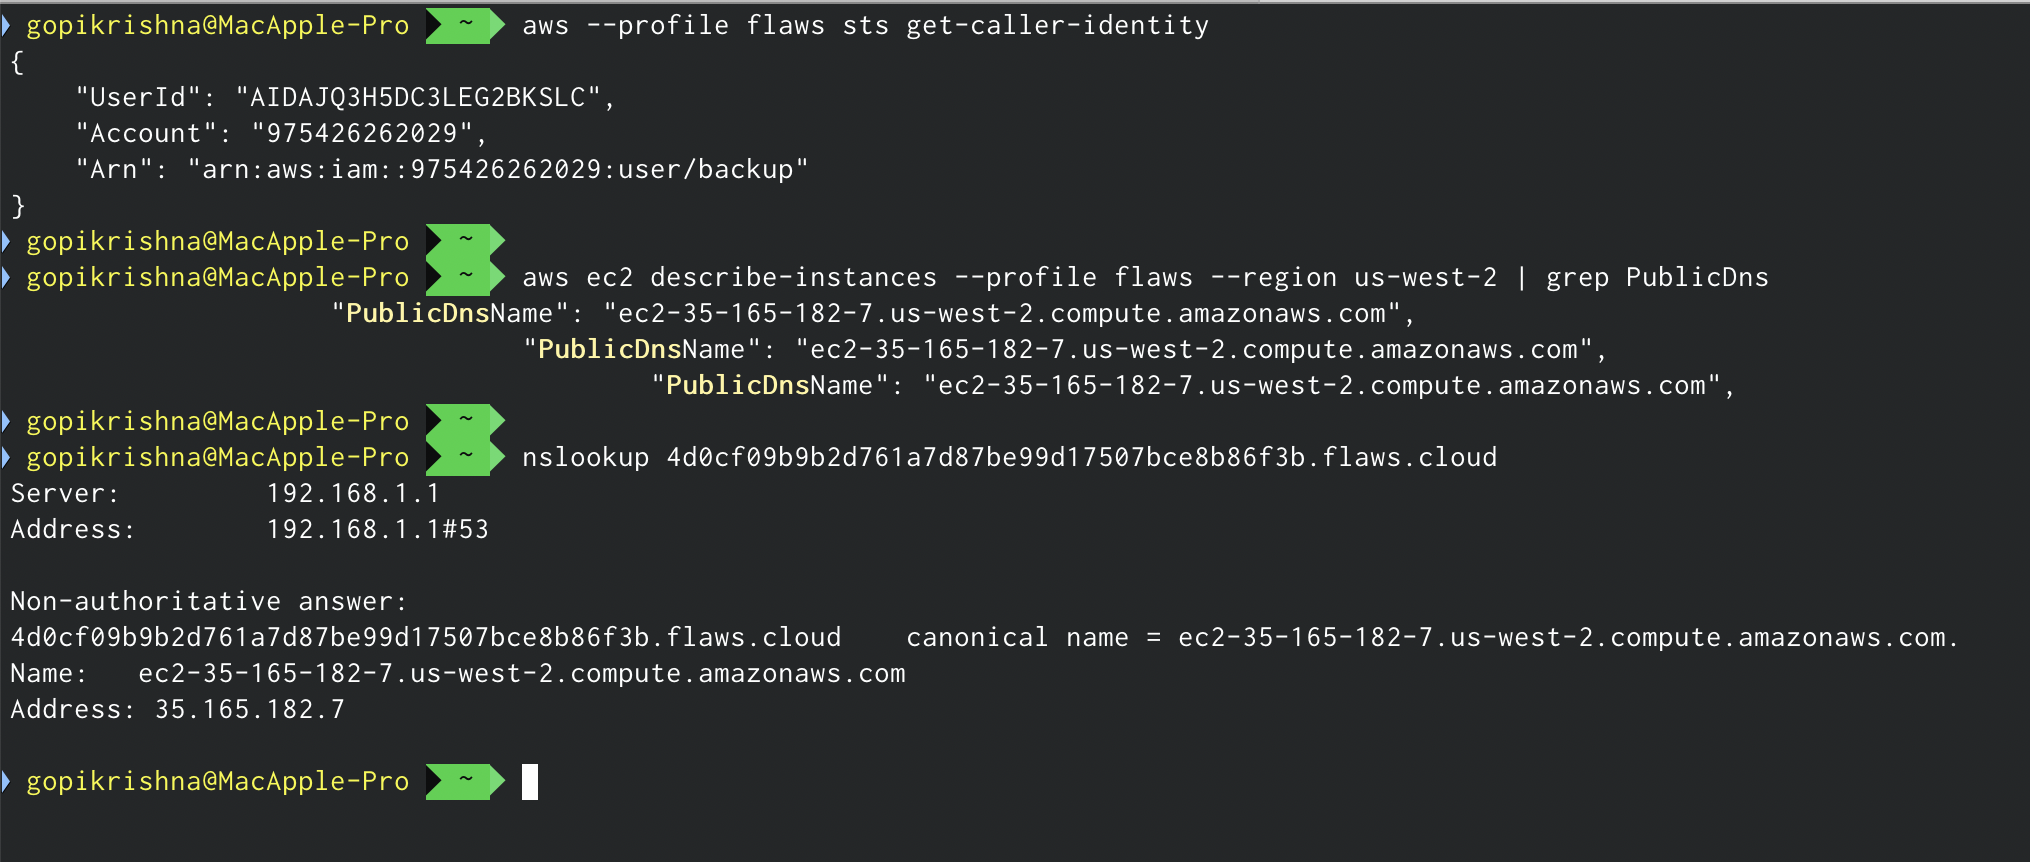 gopikrishna@MacApple-Pro ~ aws --profile flaws sts get-caller-identity
{
    "UserId": "AIDAJQ3H5DC3LEG2BKSLC",
    "Account": "975426262029",
    "Arn": "arn:aws:iam::975426262029:user/backup"
}
gopikrishna@MacApple-Pro ~
gopikrishna@MacApple-Pro ~ aws ec2 describe-instances --profile flaws --region us-west-2 | grep PublicDns
                    "PublicDnsName": "ec2-35-165-182-7.us-west-2.compute.amazonaws.com",
                                "PublicDnsName": "ec2-35-165-182-7.us-west-2.compute.amazonaws.com",
                                        "PublicDnsName": "ec2-35-165-182-7.us-west-2.compute.amazonaws.com",
gopikrishna@MacApple-Pro ~
gopikrishna@MacApple-Pro ~ nslookup 4d0cf09b9b2d761a7d87be99d17507bce8b86f3b.flaws.cloud
Server:         192.168.1.1
Address:        192.168.1.1#53

Non-authoritative answer:
4d0cf09b9b2d761a7d87be99d17507bce8b86f3b.flaws.cloud    canonical name = ec2-35-165-182-7.us-west-2.compute.amazonaws.com.
Name:   ec2-35-165-182-7.us-west-2.compute.amazonaws.com
Address: 35.165.182.7

gopikrishna@MacApple-Pro ~